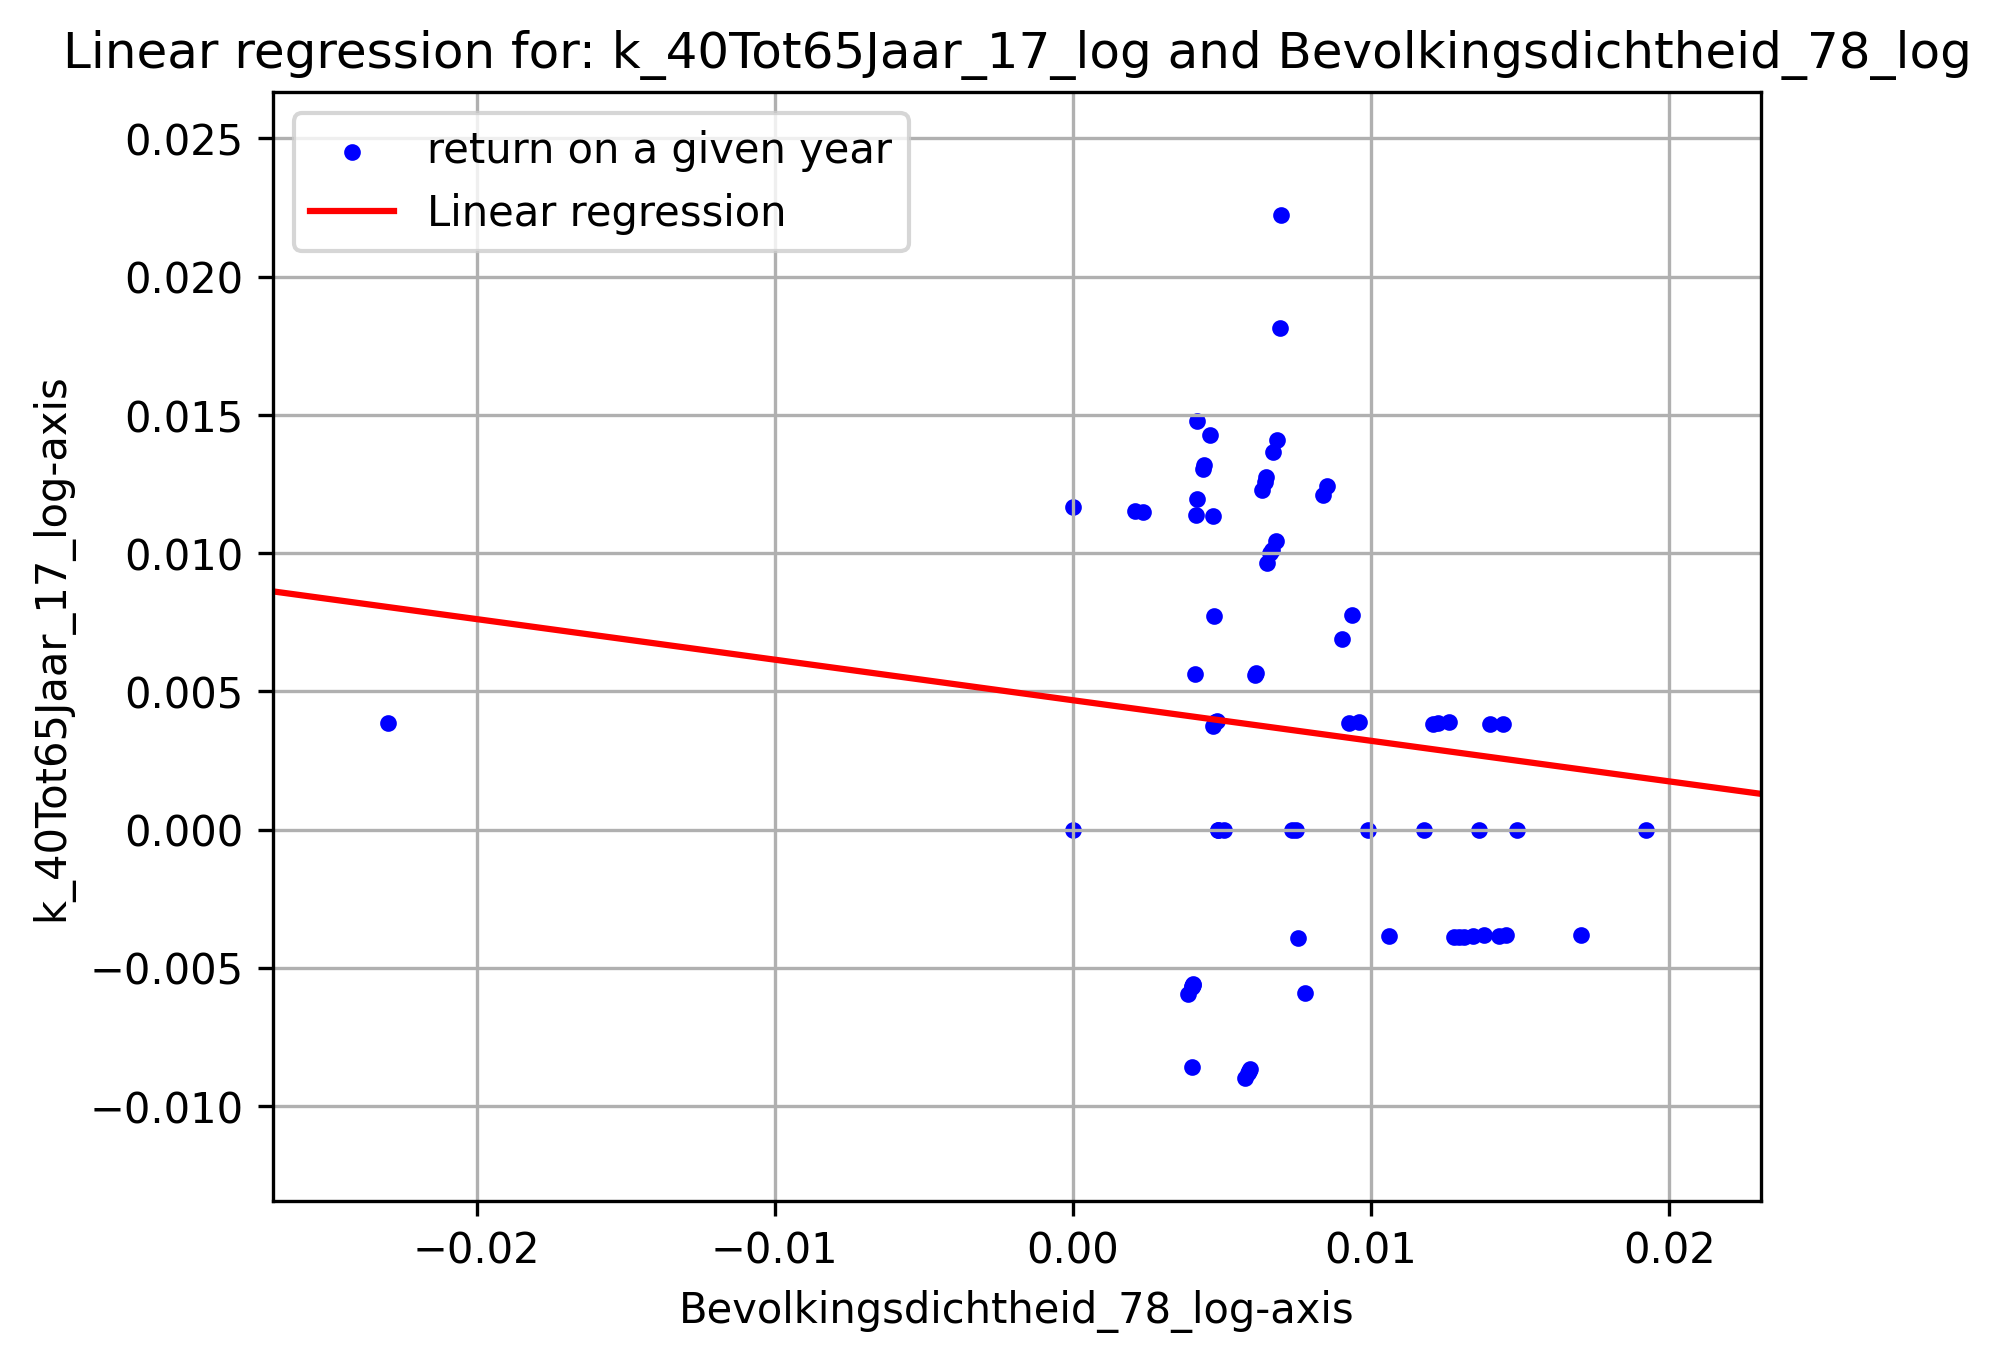 Linear regression for: k_40Tot65Jaar_17_log and Bevolkingsdichtheid_78_log
return on a given year
Linear regression
0.025
0.020
0.015
0.010
0.005
0.000
−0.005
−0.010
k_40Tot65Jaar_17_log-axis
−0.02
−0.01
0.00
0.01
0.02
Bevolkingsdichtheid_78_log-axis